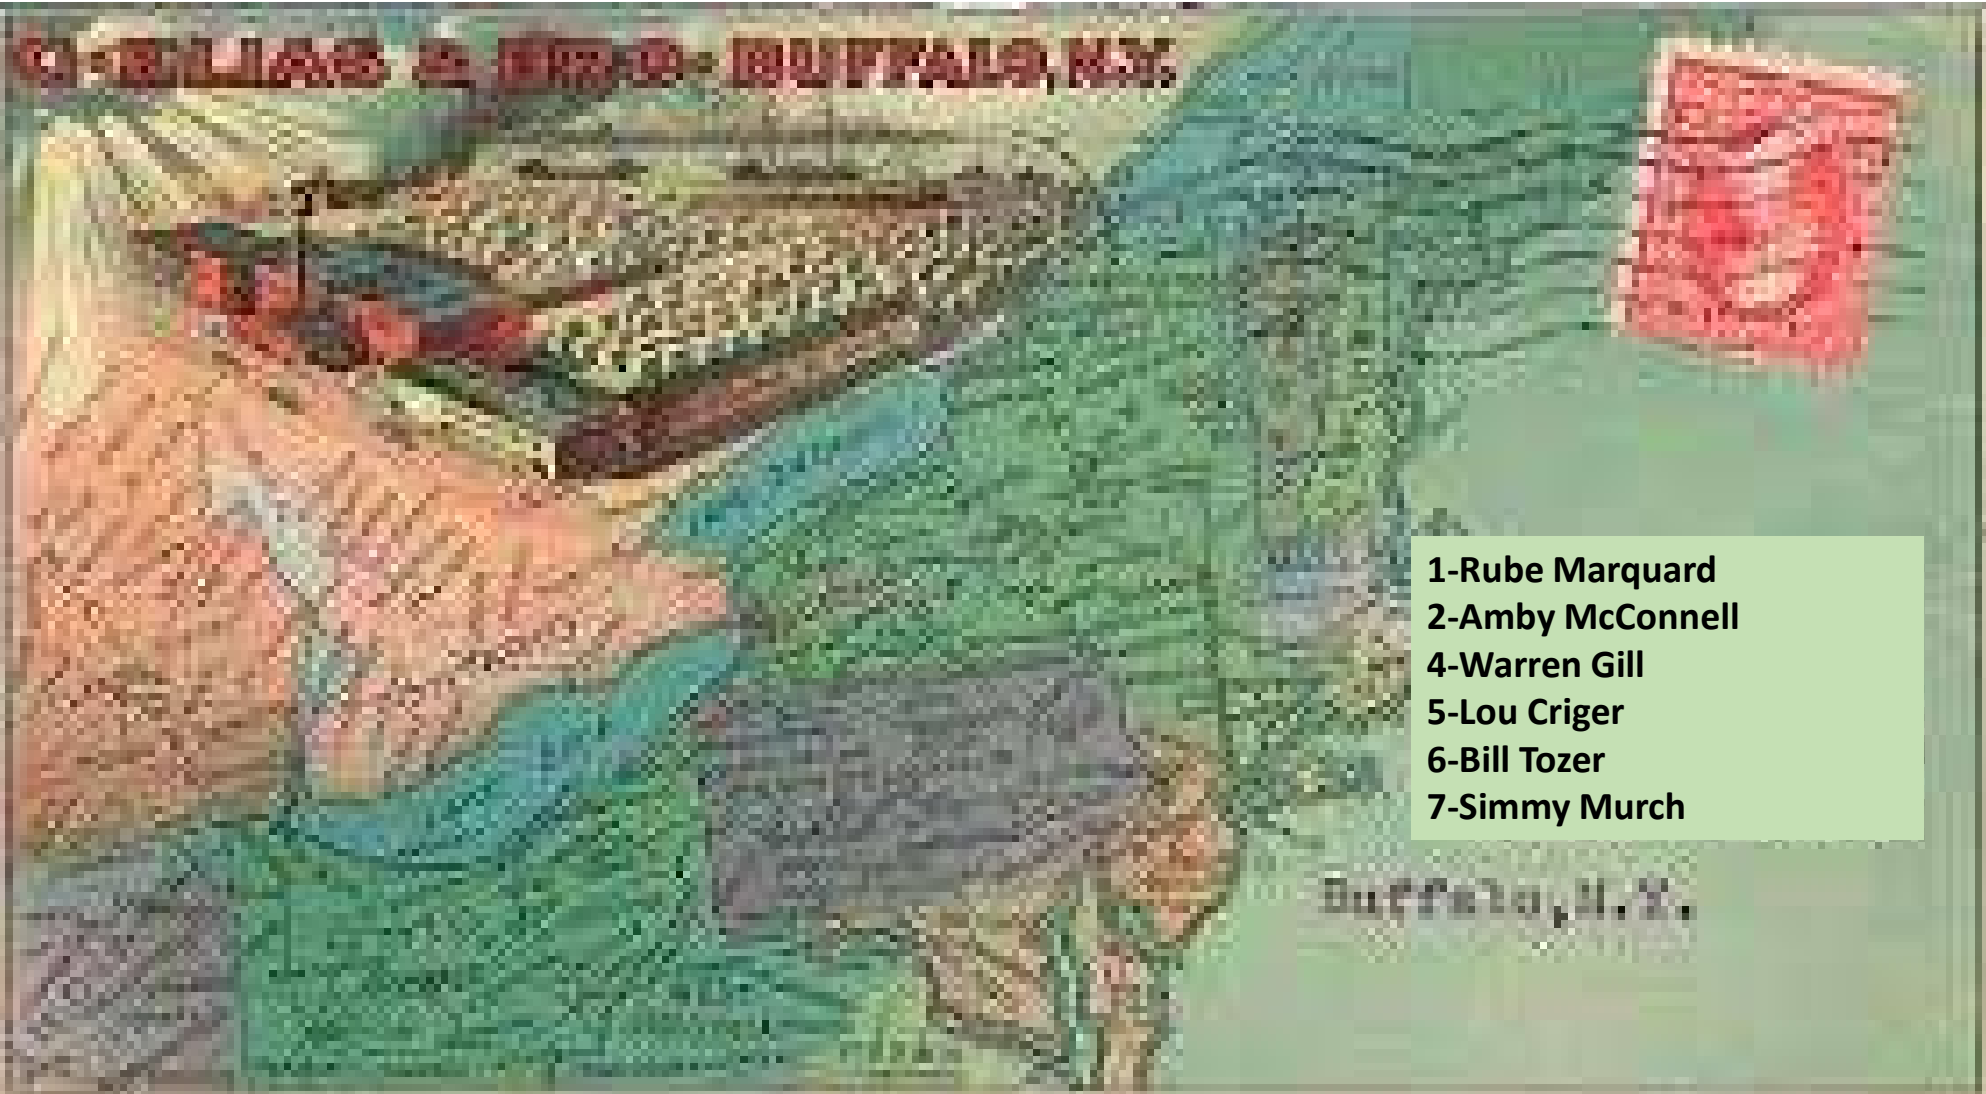 BUFFALO, N.Y.
1-Rube Marquard
2-Amby McConnell
4-Warren Gill
5-Lou Criger
6-Bill Tozer
7-Simmy Murch
Buffalo,N.Y.